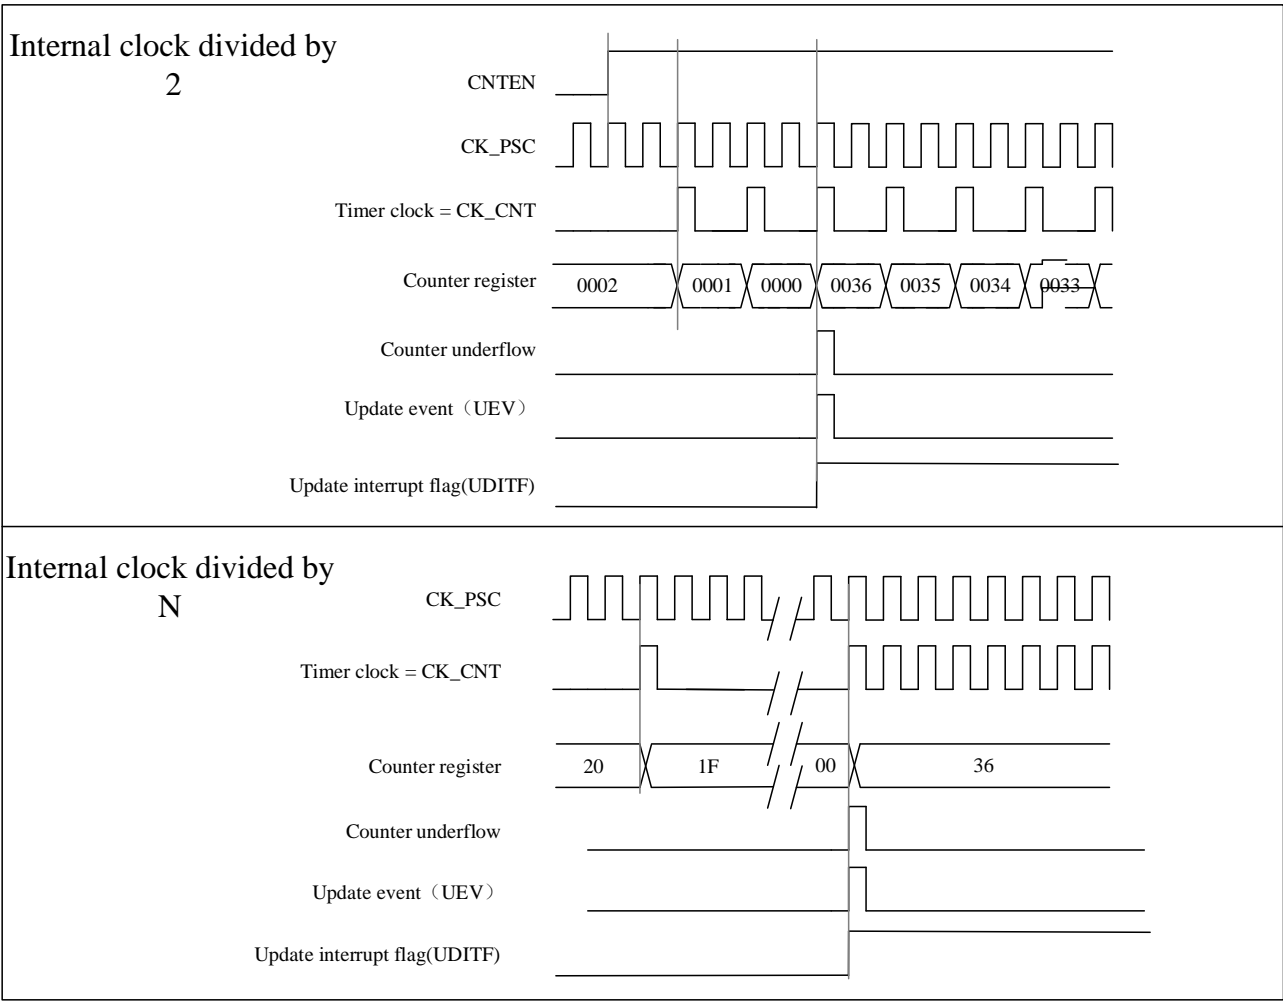 Internal clock divided by
2
CNTEN
CK_PSC
Timer clock = CK_CNT
Counter register
0002 0001 0000 0036 0035 0034 0033
Counter underflow
Update event（UEV）
Update interrupt flag(UDITF)
Internal clock divided by
N
CK_PSC
Timer clock = CK_CNT
Counter register
20 1F 00 36
Counter underflow
Update event（UEV）
Update interrupt flag(UDITF)